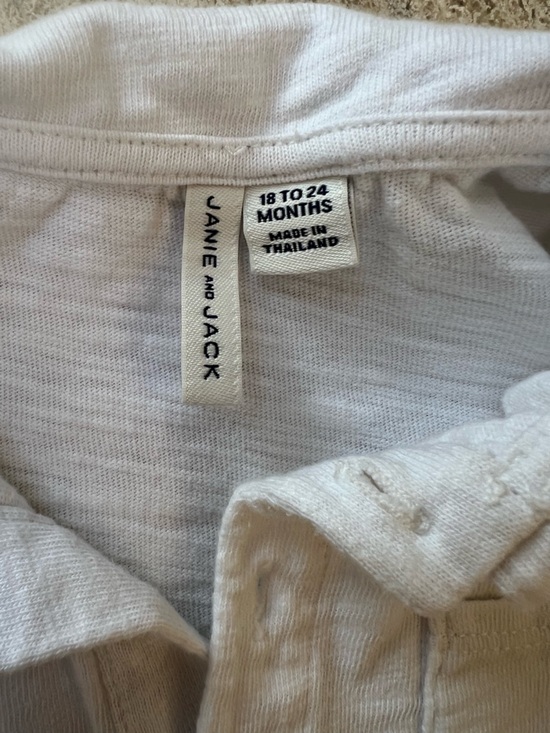 JANIE AND JACK
18 TO 24
MONTHS
MADE IN
THAILAND